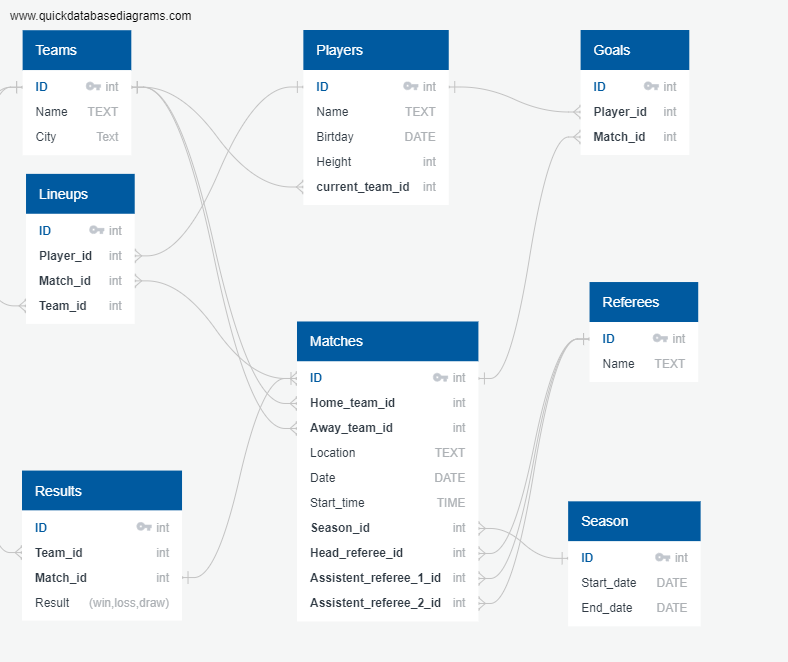 www.quickdatabasediagrams.com
Teams
ID int
Name TEXT
City Text
Players
ID int
Name TEXT
Birtday DATE
Height int
current_team_id int
Goals
ID int
Player_id int
Match_id int
Lineups
ID int
Player_id int
Match_id int
Team_id int
Referees
ID int
Name TEXT
Matches
ID int
Home_team_id int
Away_team_id int
Location TEXT
Date DATE
Start_time TIME
Season_id int
Head_referee_id int
Assistent_referee_1_id int
Assistent_referee_2_id int
Results
ID int
Team_id int
Match_id int
Result (win,loss,draw)
Season
ID int
Start_date DATE
End_date DATE